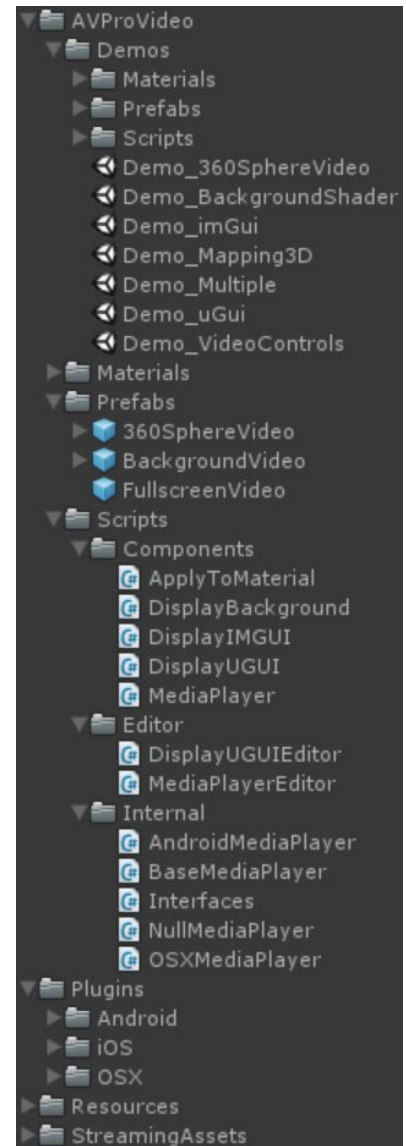 AVProVideo
Demos
Materials
Prefabs
Scripts
Demo_360SphereVideo
Demo_BackgroundShader
Demo_imGui
Demo_Mapping3D
Demo_Multiple
Demo_uGui
Demo_VideoControls
Materials
Prefabs
360SphereVideo
BackgroundVideo
FullscreenVideo
Scripts
Components
ApplyToMaterial
DisplayBackground
DisplayIMGUI
DisplayUGUI
MediaPlayer
Editor
DisplayUGUIEditor
MediaPlayerEditor
Internal
AndroidMediaPlayer
BaseMediaPlayer
Interfaces
NullMediaPlayer
OSXMediaPlayer
Plugins
Android
iOS
OSX
Resources
StreamingAssets